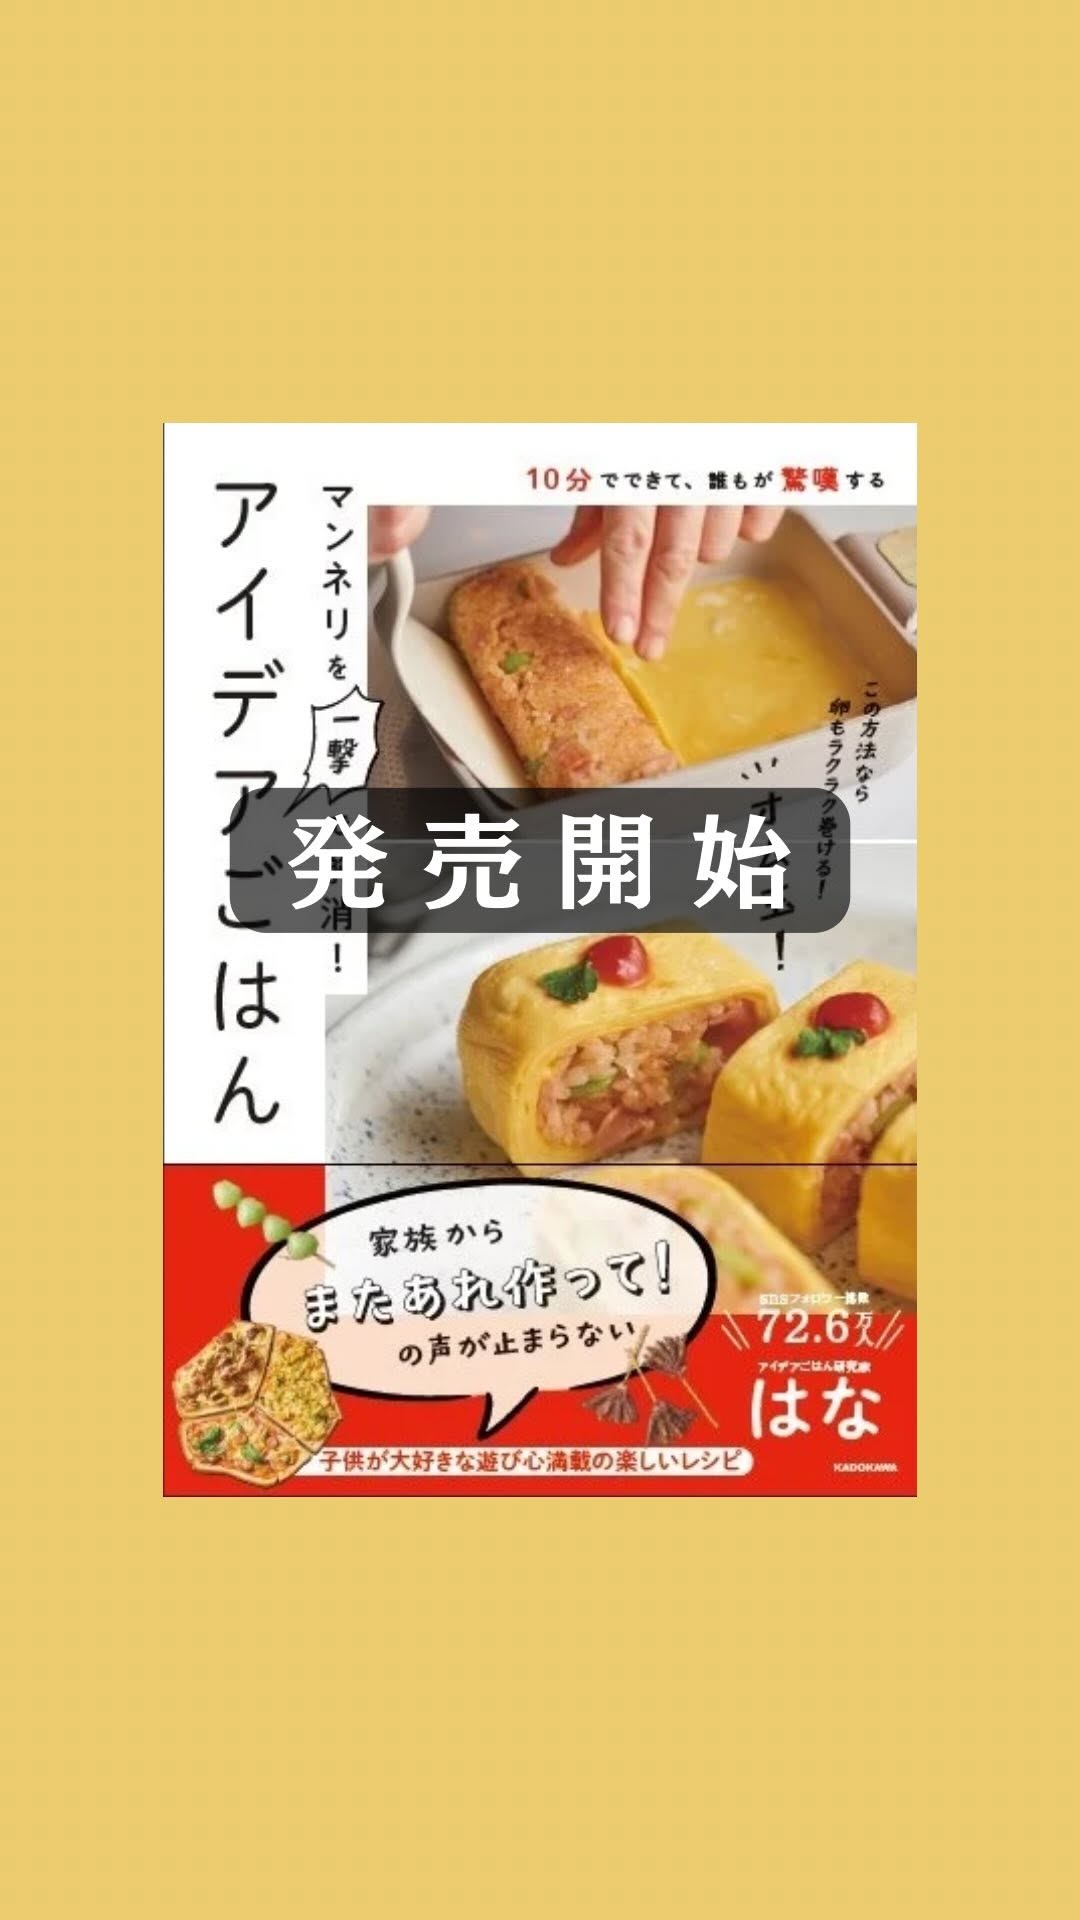 10分でできて、誰もが驚嘆する
マンネリを
一撃
消!
アイデアごはん
この方法なら
卵もラクラク巻ける!
発売開始
家族から
またあれ作って!
の声が止まらない
SNSフォロワー総数
72.6万人
アイデアごはん研究家
はな
子供が大好きな遊び心満載の楽しいレシピ
KADOKAWA